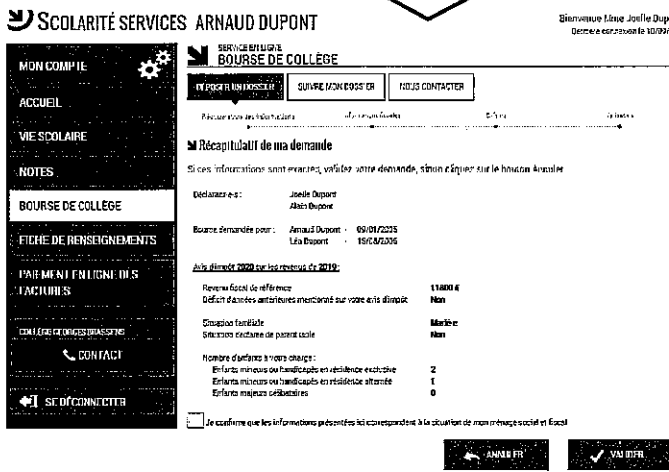 SCOLARITÉ SERVICES ARNAUD DUPONT
Bienvenue Mme Joelle Dup
MON COMPTE
ACCUEIL
VIE SCOLAIRE
NOTES
BOURSE DE COLLÈGE
FICHE DE RENSEIGNEMENTS
PAIEMENT EN LIGNE DES
FACTURES
COLLÈGE GEORGES BRASSENS
CONTACT
SE DÉCONNECTER
SERVICE EN LIGNE
BOURSE DE COLLÈGE
DÉPOSER UN DOSSIER
SUIVRE MON DOSSIER
NOUS CONTACTER
Récapitulatif de ma demande
Si ces informations sont exactes, validez votre demande, sinon cliquez sur le bouton Annuler
Déclarant-e-s : Joelle Dupont
Alain Dupont
Bourse demandée pour : Arnaud Dupont - 09/01/2005
Léa Dupont -
Avis d'impôt 2020 sur les revenus de 2019 :
Revenu fiscal de référence 11800 €
Déficit d'années antérieures mentionné sur votre avis d'impôt Non
Situation familiale Marié-e
Situation déclarée de parent isolé Non
Nombre d'enfants à votre charge :
Enfants mineurs ou handicapés en résidence exclusive 2
Enfants mineurs ou handicapés en résidence alternée 1
Enfants majeurs célibataires 0
Je confirme que les informations présentées ici correspondent à la situation de mon ménage social et fiscal
ANNULER
VALIDER